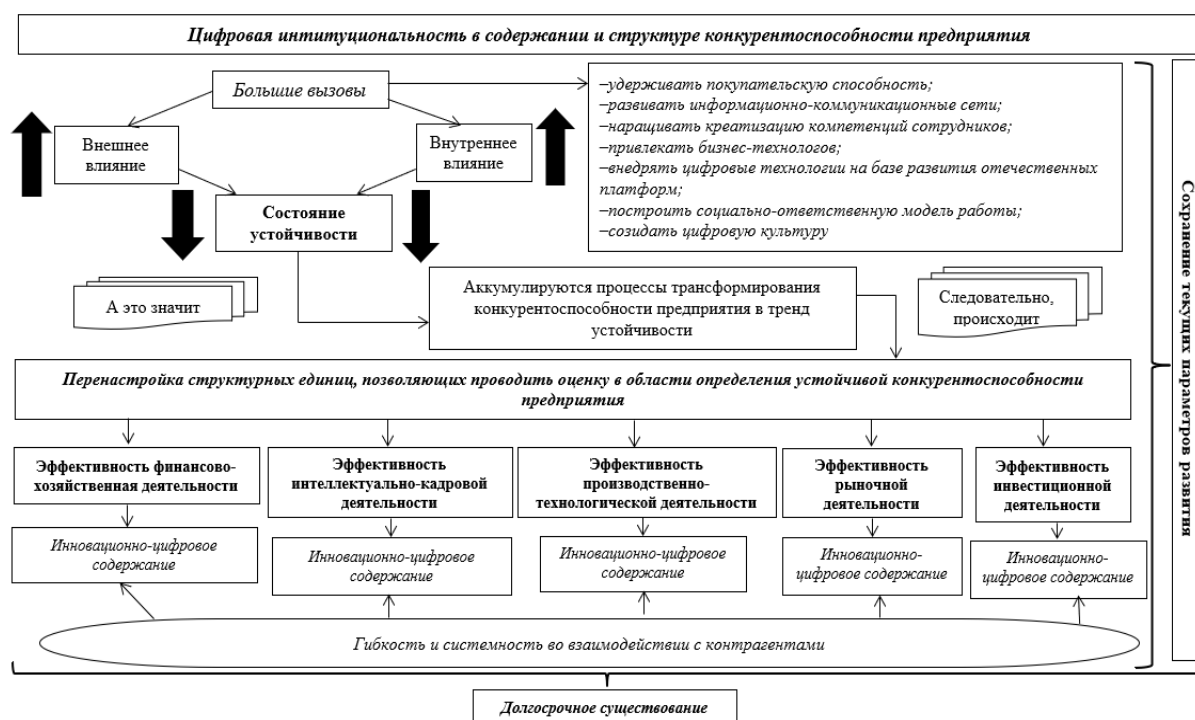 Цифровая интитуциональность в содержании и структуре конкурентоспособности предприятия
Большие вызовы
Внешнее
влияние
Внутреннее
влияние
–удерживать покупательскую способность;
–развивать информационно-коммуникационные сети;
–наращивать креатизацию компетенций сотрудников;
–привлекать бизнес-технологов;
–внедрять цифровые технологии на базе развития отечественных
платформ;
–построить социально-ответственную модель работы;
–созидать цифровую культуру
Состояние
устойчивости
А это значит
Аккумулируются процессы трансформирования
конкурентоспособности предприятия в тренд
устойчивости
Следовательно,
происходит
Перенастройка структурных единиц, позволяющих проводить оценку в области определения устойчивой конкурентоспособности
предприятия
Эффективность финансово-
хозяйственная деятельности
Эффективность
интеллектуально-кадровой
деятельности
Эффективность
производственно-
технологической деятельности
Эффективность
рыночной
деятельности
Эффективность
инвестиционной
деятельности
Инновационно-цифровое
содержание
Инновационно-цифровое
содержание
Инновационно-цифровое
содержание
Инновационно-
цифровое содержание
Инновационно-
цифровое содержание
Гибкость и системность во взаимодействии с контрагентами
Сохранение текущих параметров развития
Долгосрочное существование